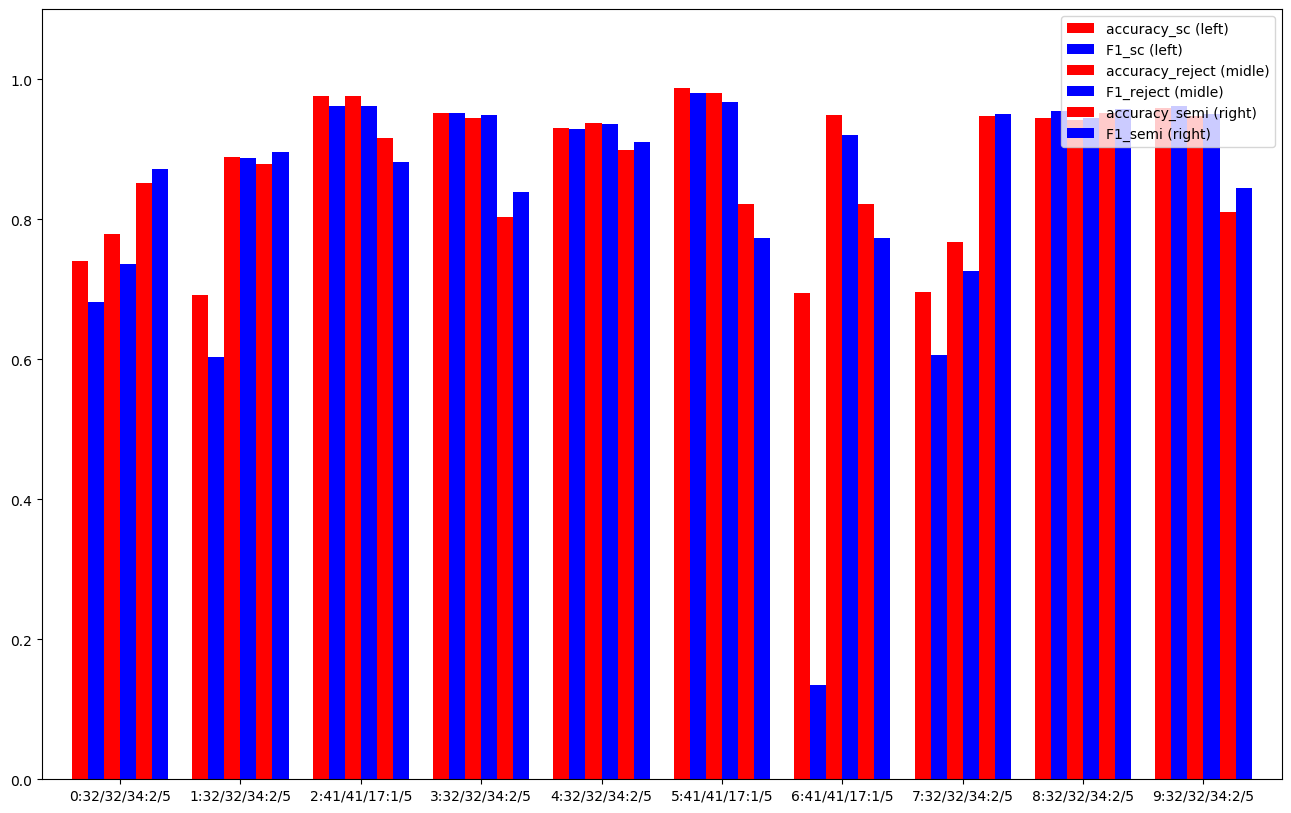 accuracy_sc (left)
F1_sc (left)
accuracy_reject (midle)
F1_reject (midle)
accuracy_semi (right)
F1_semi (right)
1.0
0.8
0.6
0.4
0.2
0.0
0:32/32/34:2/5 1:32/32/34:2/5 2:41/41/17:1/5 3:32/32/34:2/5 4:32/32/34:2/5 5:41/41/17:1/5 6:41/41/17:1/5 7:32/32/34:2/5 8:32/32/34:2/5 9:32/32/34:2/5